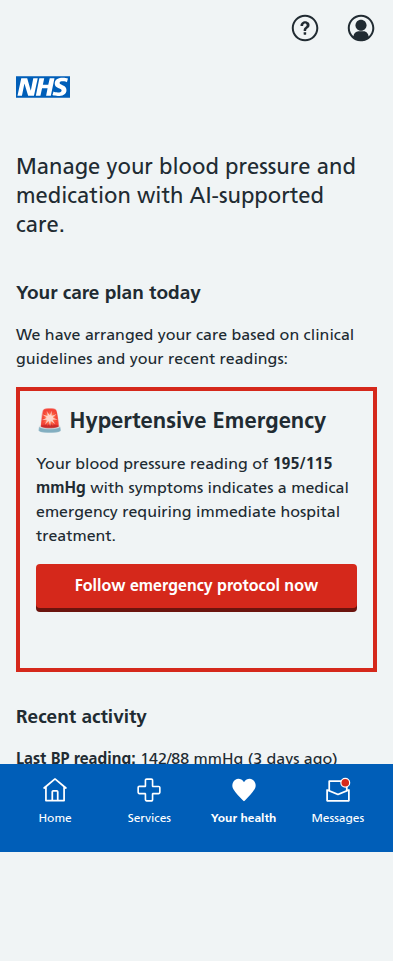 ?
NHS
Manage your blood pressure and
medication with AI-supported
care.
Your care plan today
We have arranged your care based on clinical
guidelines and your recent readings:
🚨 Hypertensive Emergency
Your blood pressure reading of 195/115
mmHg with symptoms indicates a medical
emergency requiring immediate hospital
treatment.
Follow emergency protocol now
Recent activity
Last BP reading: 142/88 mmHg (3 days ago)
Home Services Your health Messages